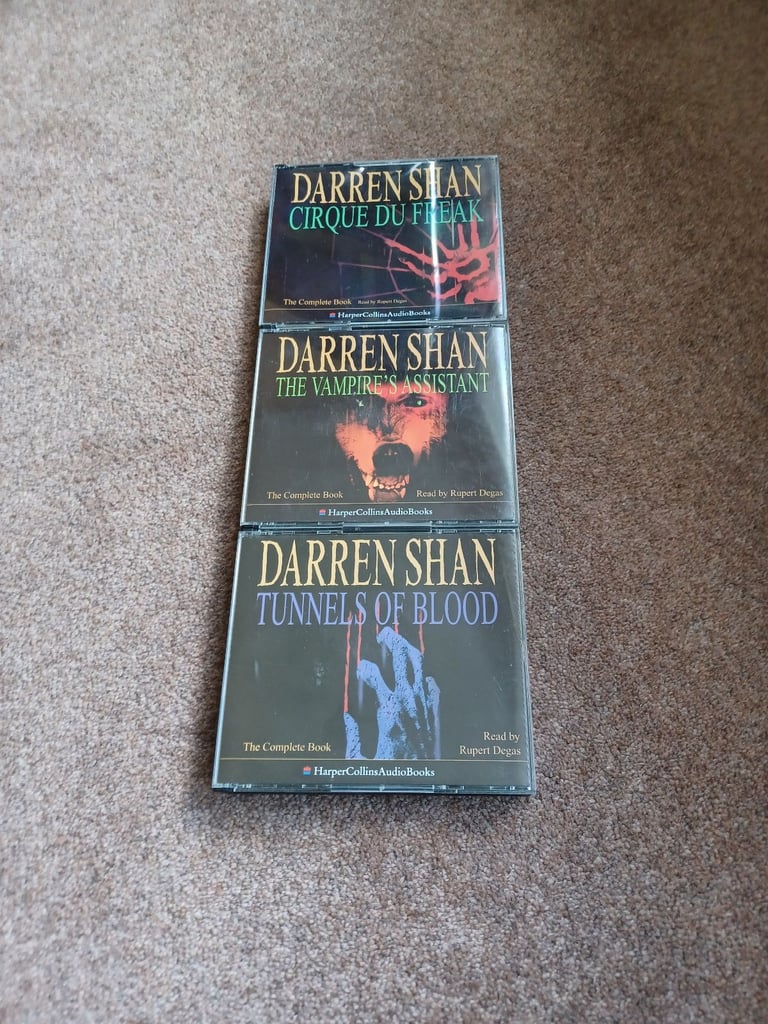 DARREN SHAN
CIRQUE DU FREAK
The Complete Book Read by Rupert Degas
HarperCollinsAudioBooks
DARREN SHAN
THE VAMPIRE'S ASSISTANT
The Complete Book Read by Rupert Degas
HarperCollinsAudioBooks
DARREN SHAN
TUNNELS OF BLOOD
The Complete Book
Read by
Rupert Degas
HarperCollinsAudioBooks